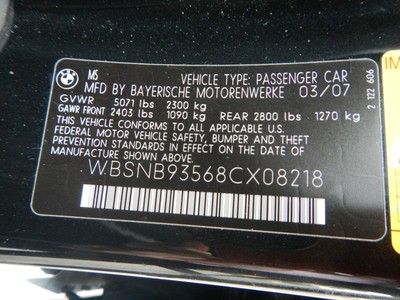 BMW
M5 VEHICLE TYPE: PASSENGER CAR
MFD BY BAYERISCHE MOTORENWERKE 03/07
GVWR 5071 lbs 2300 kg
GAWR FRONT 2403 lbs 1090 kg REAR 2800 lbs 1270 kg
THIS VEHICLE CONFORMS TO ALL APPLICABLE
FEDERAL MOTOR VEHICLE SAFETY, BUMPER AND THEFT
PREVENTION STANDARDS IN EFFECT ON THE DATE OF
MANUFACTURE SHOWN ABOVE.
WBSNB93568CX08218
2 122 606